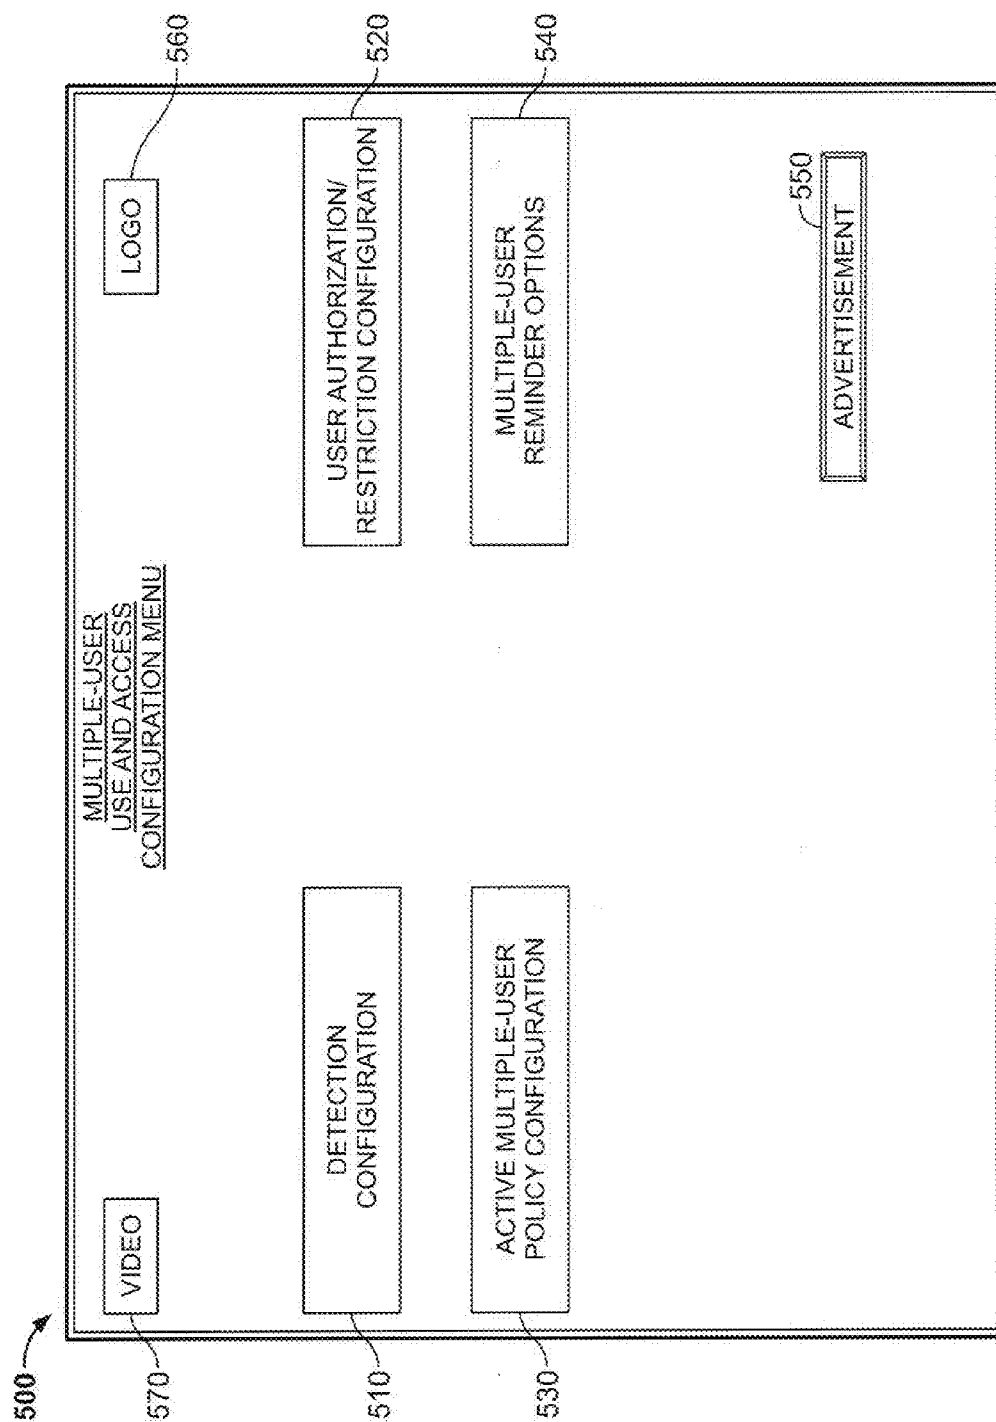 500
570
VIDEO
MULTIPLE-USER
USE AND ACCESS
CONFIGURATION MENU
LOGO
560
510
DETECTION
CONFIGURATION
USER AUTHORIZATION/
RESTRICTION CONFIGURATION
520
530
ACTIVE MULTIPLE-USER
POLICY CONFIGURATION
MULTIPLE-USER
REMINDER OPTIONS
540
550
ADVERTISEMENT